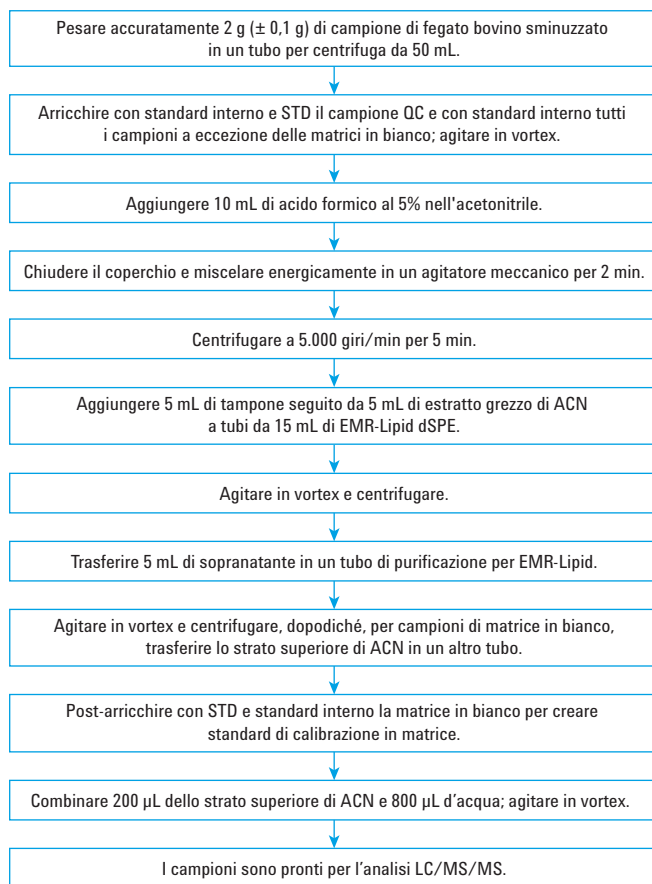 Pesare accuratamente 2 g (± 0,1 g) di campione di fegato bovino sminuzzato
in un tubo per centrifuga da 50 mL.
Arricchire con standard interno e STD il campione QC e con standard interno tutti
i campioni a eccezione delle matrici in bianco; agitare in vortex.
Aggiungere 10 mL di acido formico al 5% nell'acetonitrile.
Chiudere il coperchio e miscelare energicamente in un agitatore meccanico per 2 min.
Centrifugare a 5.000 giri/min per 5 min.
Aggiungere 5 mL di tampone seguito da 5 mL di estratto grezzo di ACN
a tubi da 15 mL di EMR-Lipid dSPE.
Agitare in vortex e centrifugare.
Trasferire 5 mL di sopranatante in un tubo di purificazione per EMR-Lipid.
Agitare in vortex e centrifugare, dopodiché, per campioni di matrice in bianco,
trasferire lo strato superiore di ACN in un altro tubo.
Post-arricchire con STD e standard interno la matrice in bianco per creare
standard di calibrazione in matrice.
Combinare 200 µL dello strato superiore di ACN e 800 µL d’acqua; agitare in vortex.
I campioni sono pronti per l’analisi LC/MS/MS.